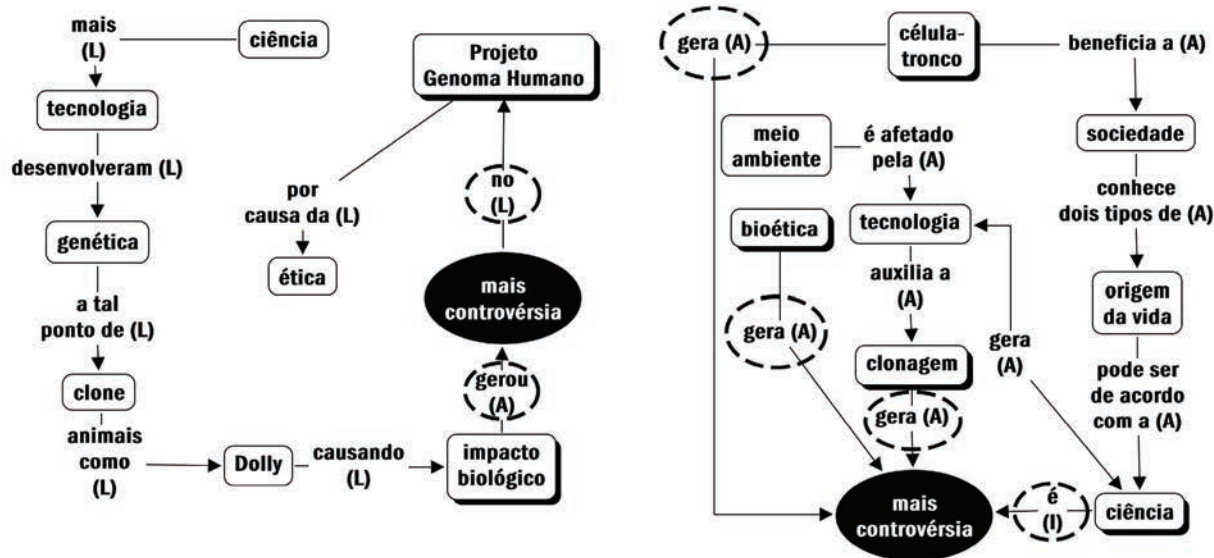 mais
(L)
ciência
tecnologia
desenvolveram (L)
genética
a tal
ponto de (L)
clone
animais
como
(L)
Dolly
causando
(L)
impacto
biológico
gerou
(A)
mais
controvérsia
no
(L)
Projeto
Genoma Humano
por
causa da (L)
ética
gera (A)
célula-
tronco
beneficia a (A)
sociedade
conhece
dois tipos de (A)
origem
da vida
pode ser
de acordo
com a (A)
ciência
é
(I)
mais
controvérsia
meio
ambiente
é afetado
pela (A)
tecnologia
auxilia a
(A)
clonagem
gera (A)
bioética
gera (A)
gera
(A)